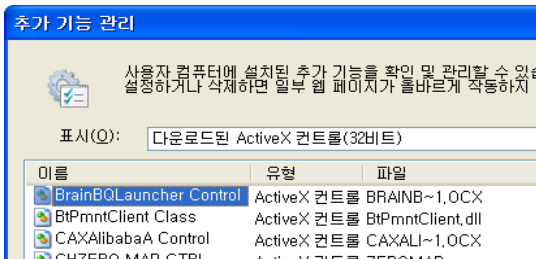 추가 기능 관리
사용자 컴퓨터에 설치된 추가 기능을 확인 및 관리할 수 있
설정하거나 삭제하면 일부 웹 페이지가 올바르게 작동하지
표시(O): 다운로드된 ActiveX 컨트롤(32비트)
이름 유형 파일
BrainBQLauncher Control ActiveX 컨트롤 BRAINB~1.OCX
BtPmntClient Class ActiveX 컨트롤 BtPmntClient.dll
CAXAlibabaA Control ActiveX 컨트롤 CAXALI~1.OCX